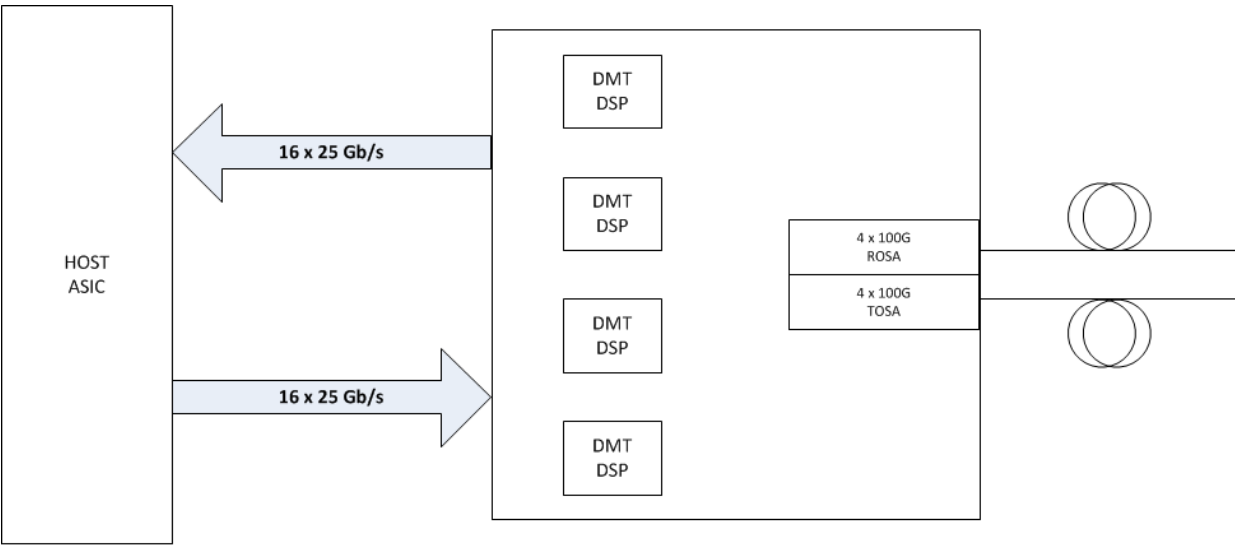 HOST
ASIC
16 x 25 Gb/s
16 x 25 Gb/s
DMT
DSP
DMT
DSP
DMT
DSP
DMT
DSP
4 x 100G
ROSA
4 x 100G
TOSA